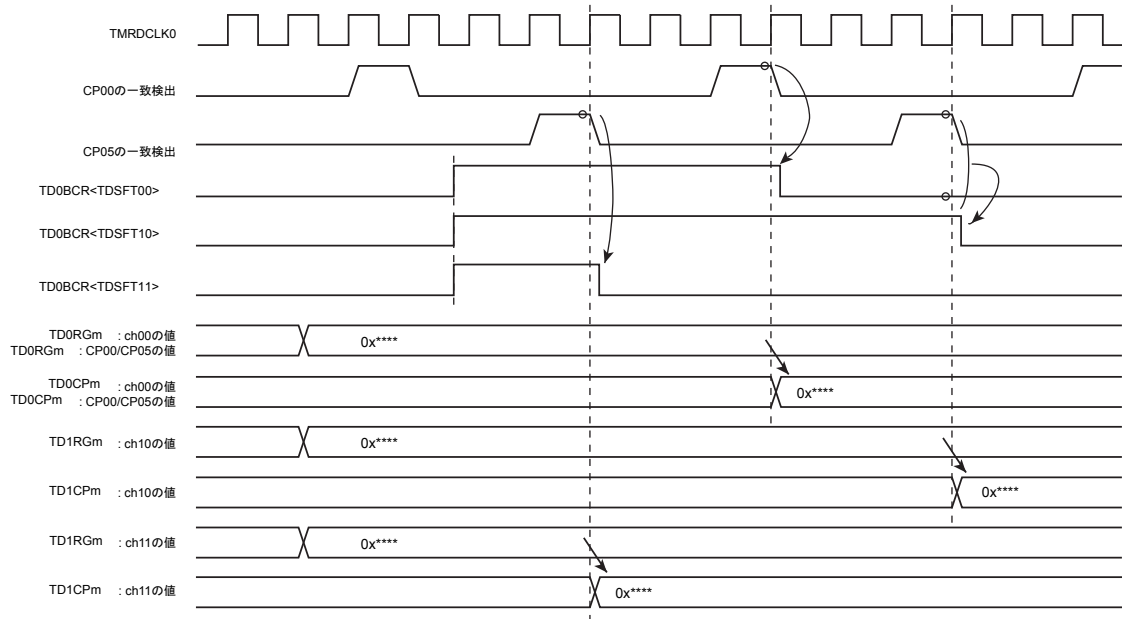 TMRDCLK0
CP00の一致検出
CP05の一致検出
TD0BCR<TDSFT00>
TD0BCR<TDSFT10>
TD0BCR<TDSFT11>
TD0RGm : ch00の値
TD0RGm : CP00/CP05の値
0x****
TD0CPm : ch00の値
TD0CPm : CP00/CP05の値
0x****
TD1RGm : ch10の値
0x****
TD1CPm : ch10の値
0x****
TD1RGm : ch11の値
0x****
TD1CPm : ch11の値
0x****